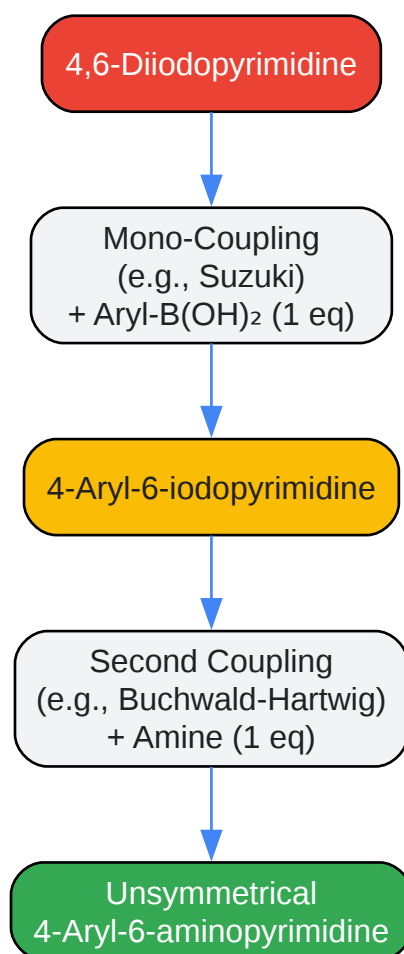 4,6-Diiodopyrimidine
Mono-Coupling
(e.g., Suzuki)
+ Aryl-B(OH)₂ (1 eq)
4-Aryl-6-iodopyrimidine
Second Coupling
(e.g., Buchwald-Hartwig)
+ Amine (1 eq)
Unsymmetrical
4-Aryl-6-aminopyrimidine